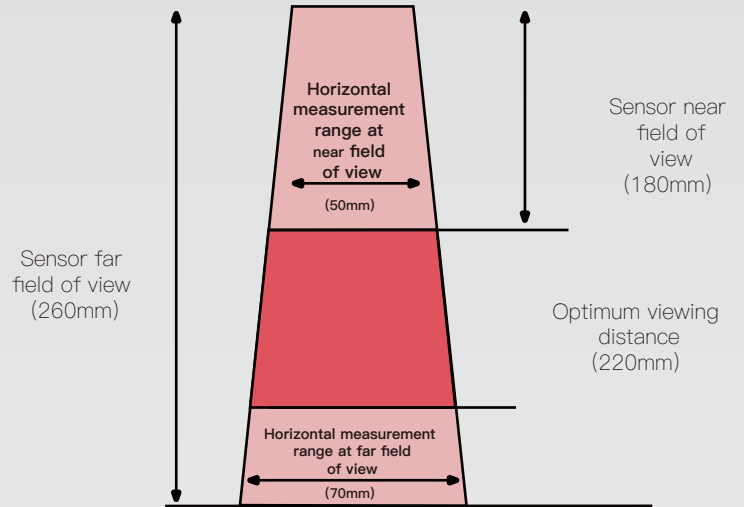 Horizontal
measurement
range at
near field
of view
(50mm)
Sensor near
field of
view
(180mm)
Sensor far
field of view
(260mm)
Optimum viewing
distance
(220mm)
Horizontal measurement
range at far field
of view
(70mm)